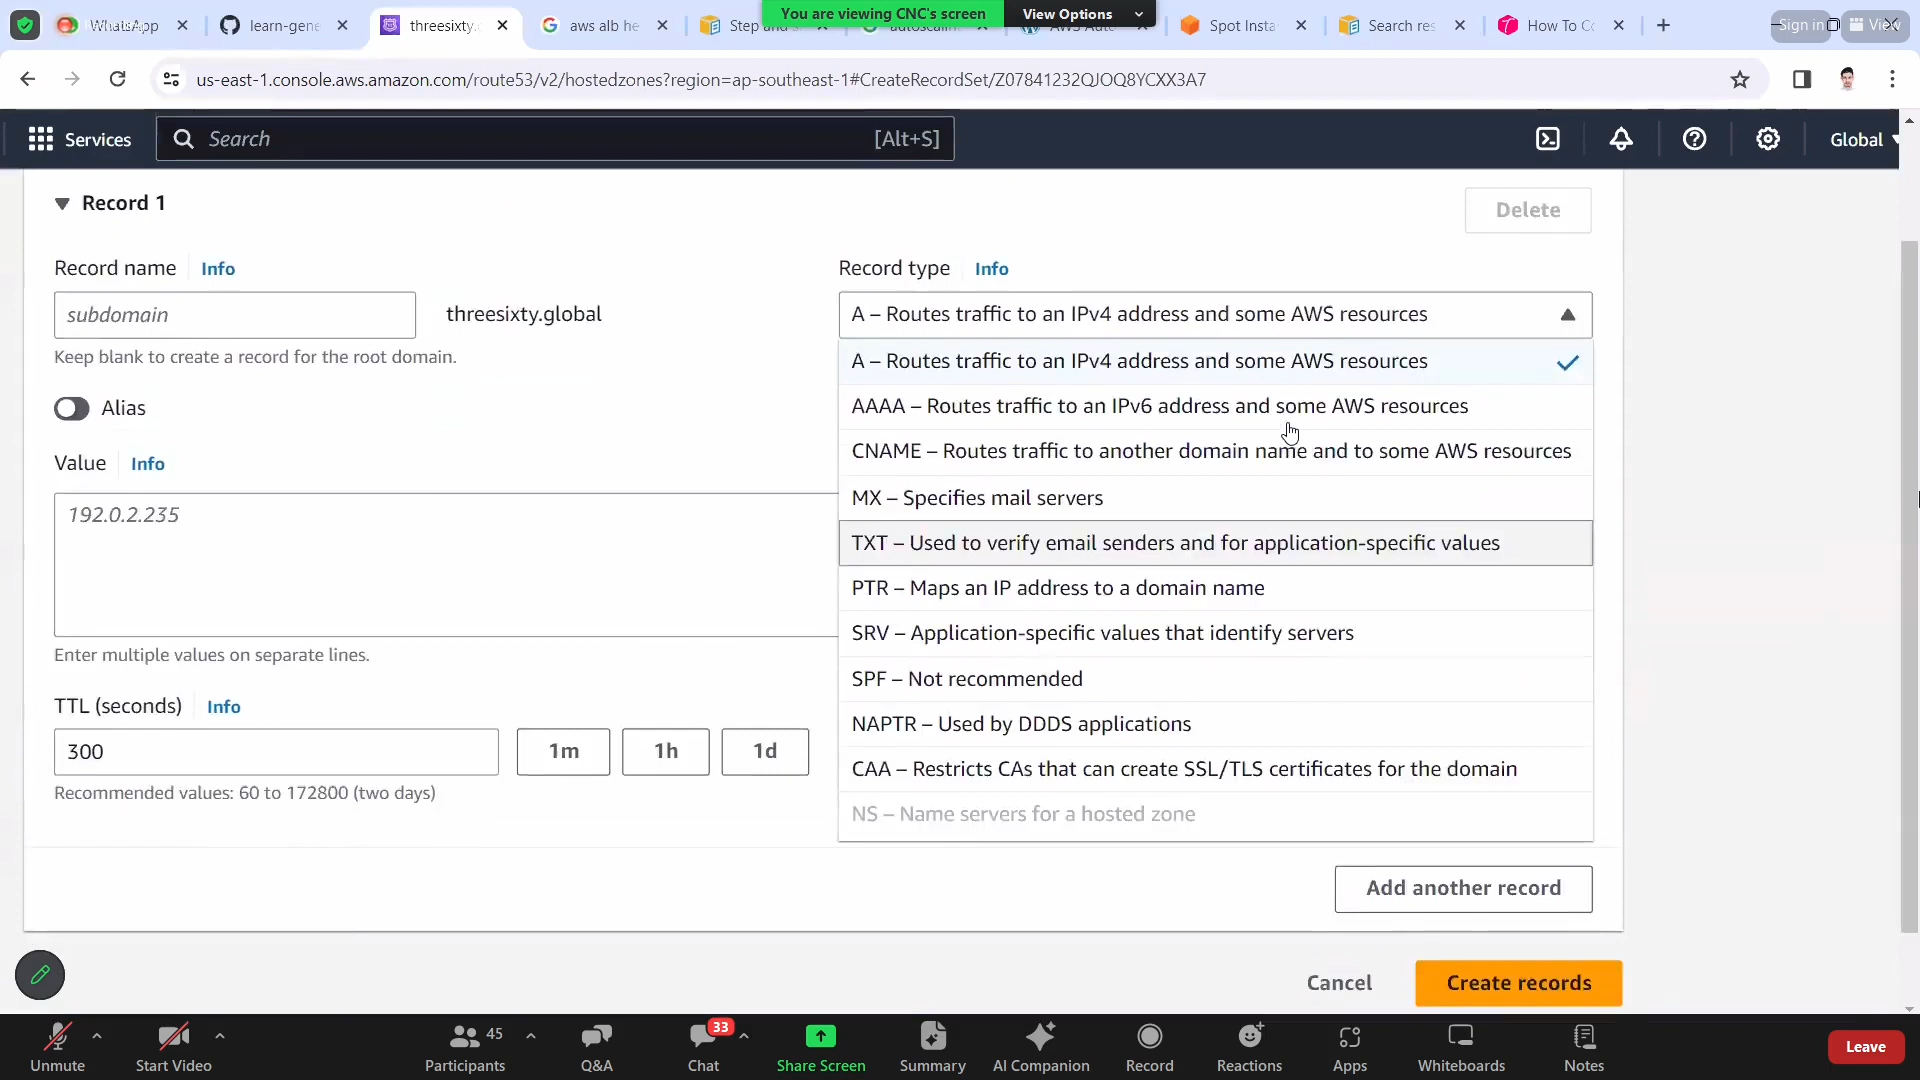 WhatsApp
learn-gene
threesixty.
aws alb he
Step and s
You are viewing CNC's screen
View Options
autoscalin
AWS Auto
Spot Insta
Search res
How To Co
Sign in
View
us-east-1.console.aws.amazon.com/route53/v2/hostedzones?region=ap-southeast-1#CreateRecordSet/Z07841232QJOQ8YCXX3A7
Services
Search
[Alt+S]
Global
Record 1
Delete
Record name
Info
Record type
Info
subdomain
threesixty.global
A – Routes traffic to an IPv4 address and some AWS resources
Keep blank to create a record for the root domain.
A – Routes traffic to an IPv4 address and some AWS resources
AAAA – Routes traffic to an IPv6 address and some AWS resources
Alias
CNAME – Routes traffic to another domain name and to some AWS resources
Value
Info
MX – Specifies mail servers
192.0.2.235
TXT – Used to verify email senders and for application-specific values
PTR – Maps an IP address to a domain name
SRV – Application-specific values that identify servers
Enter multiple values on separate lines.
SPF – Not recommended
TTL (seconds)
Info
NAPTR – Used by DDDS applications
300
1m
1h
1d
CAA – Restricts CAs that can create SSL/TLS certificates for the domain
Recommended values: 60 to 172800 (two days)
NS – Name servers for a hosted zone
Add another record
Cancel
Create records
45
33
Unmute
Start Video
Participants
Q&A
Chat
Share Screen
Summary
AI Companion
Record
Reactions
Apps
Whiteboards
Notes
Leave